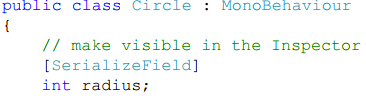 public class Circle : MonoBehaviour
{
    // make visible in the Inspector
    [SerializeField]
    int radius;